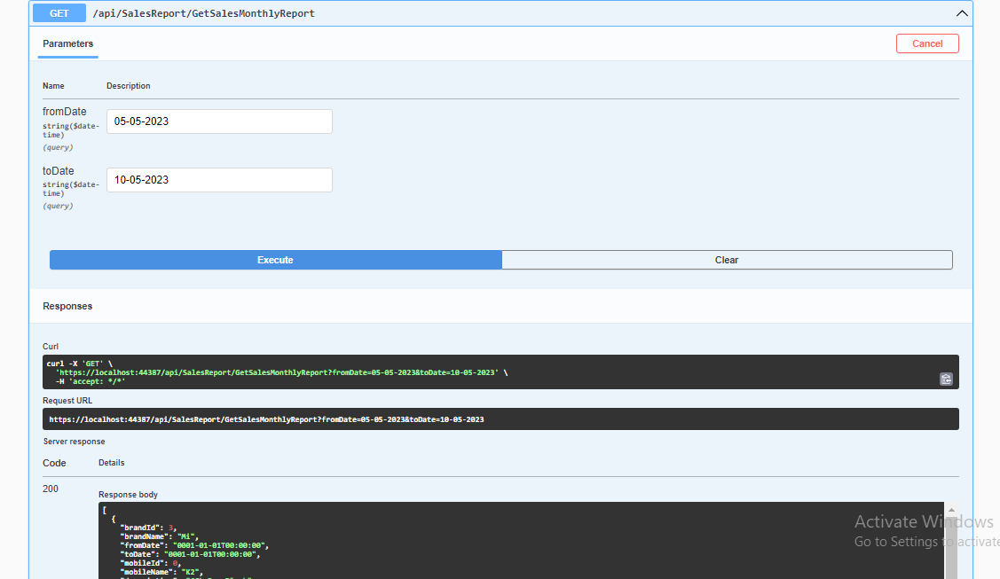 GET /api/SalesReport/GetSalesMonthlyReport
Parameters
Cancel
Name Description
fromDate
string($date-
time)
(query)
05-05-2023
toDate
string($date-
time)
(query)
10-05-2023
Execute Clear
Responses
Curl
curl -X 'GET' \
'https://localhost:44387/api/SalesReport/GetSalesMonthlyReport?fromDate=05-05-2023&toDate=10-05-2023' \
-H 'accept: */*'
Request URL
https://localhost:44387/api/SalesReport/GetSalesMonthlyReport?fromDate=05-05-2023&toDate=10-05-2023
Server response
Code Details
200
Response body
[
{
"brandId": 3,
"brandName": "Mi",
"fromDate": "0001-01-01T00:00:00",
"toDate": "0001-01-01T00:00:00",
"mobileId": 0,
"mobileName": "K2",
Activate Windows
Go to Settings to activate